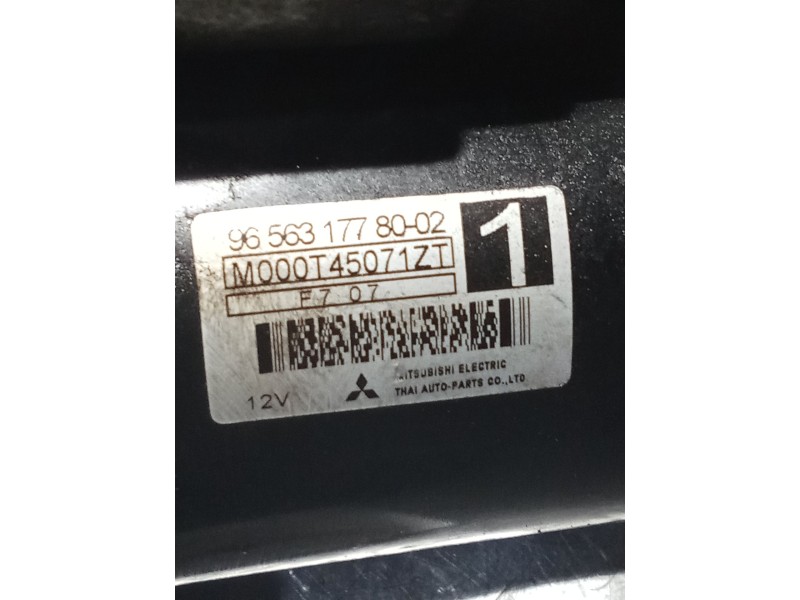 96 563 177 80-02
1
M000T45071ZT
F7 07
MITSUBISHI ELECTRIC
THAI AUTO-PARTS CO.,LTD
12V